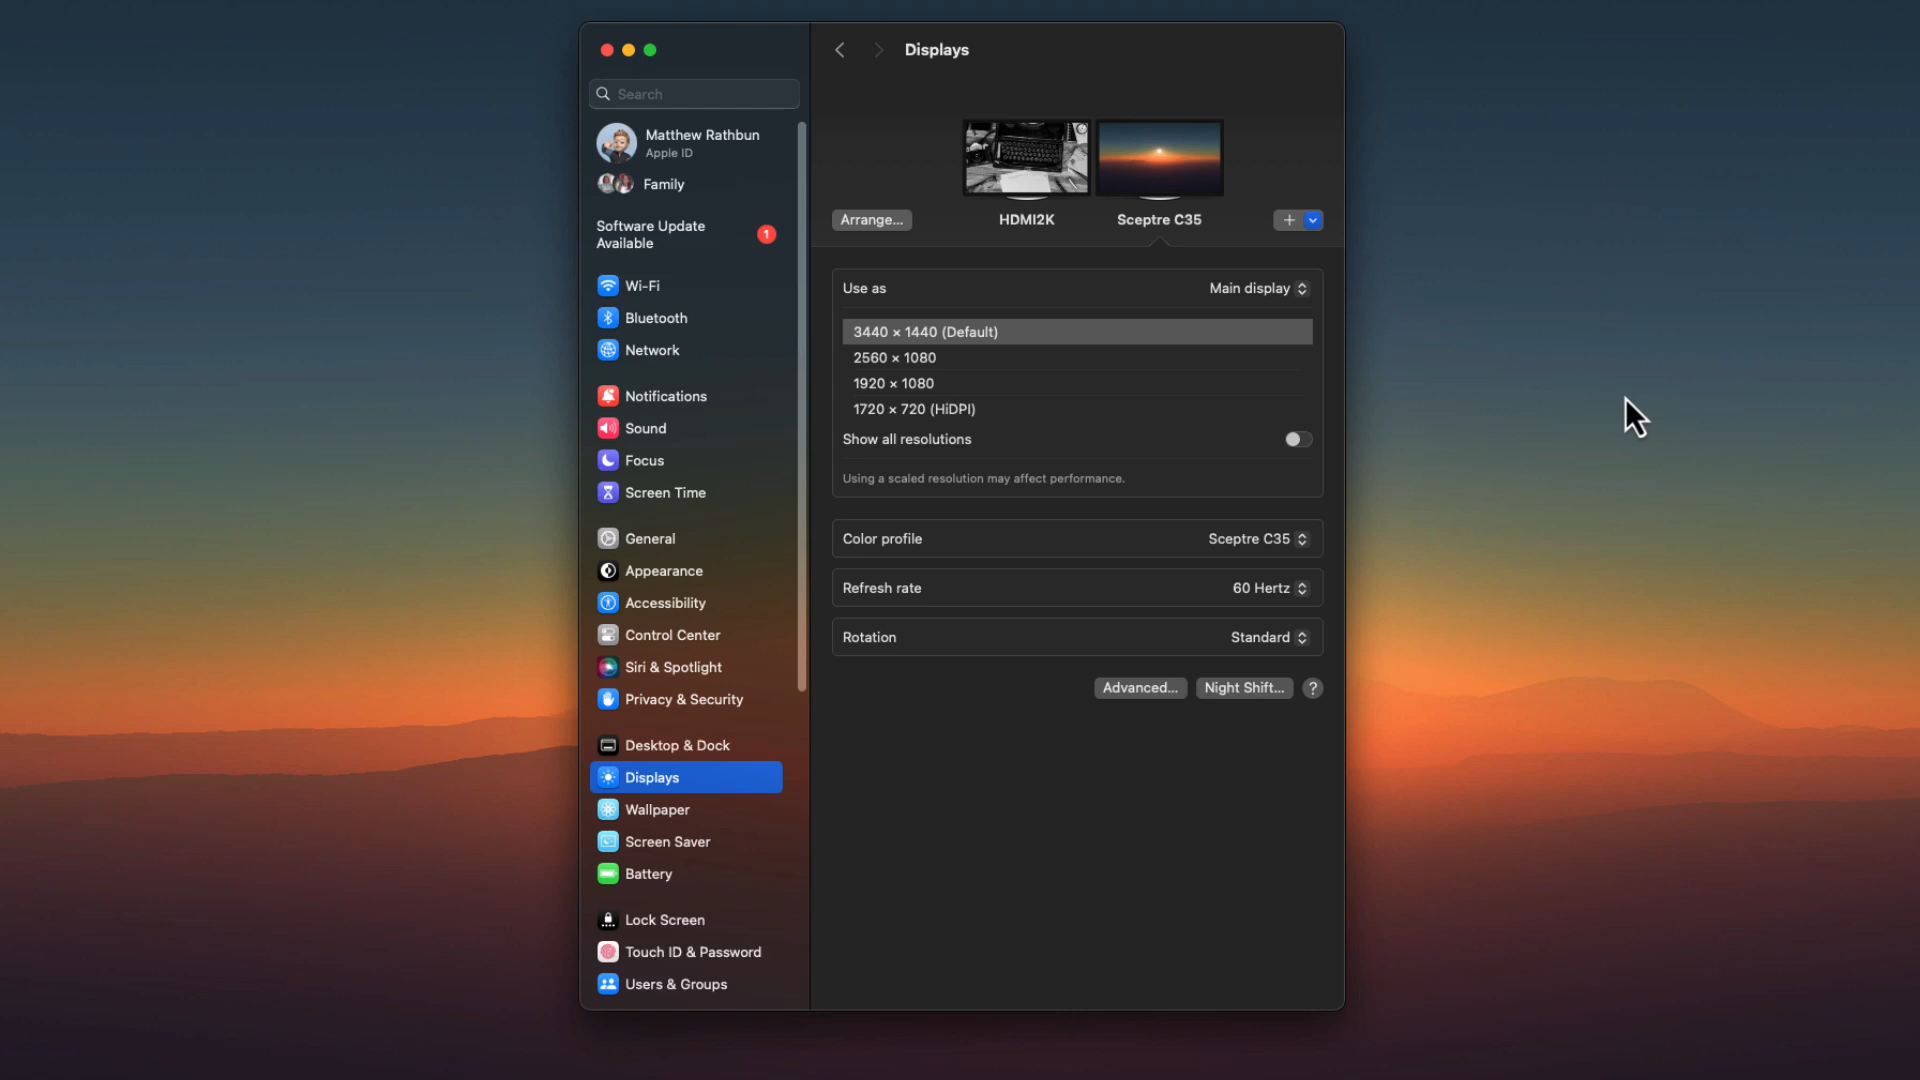 Displays
Search
Matthew Rathbun
Apple ID
Family
Software Update
Available
1
Wi-Fi
Bluetooth
Network
Notifications
Sound
Focus
Screen Time
General
Appearance
Accessibility
Control Center
Siri & Spotlight
Privacy & Security
Desktop & Dock
Displays
Wallpaper
Screen Saver
Battery
Lock Screen
Touch ID & Password
Users & Groups
Arrange...
HDMI2K
Sceptre C35
Use as
Main display
3440 × 1440 (Default)
2560 × 1080
1920 × 1080
1720 × 720 (HiDPI)
Show all resolutions
Using a scaled resolution may affect performance.
Color profile
Sceptre C35
Refresh rate
60 Hertz
Rotation
Standard
Advanced...
Night Shift...
?